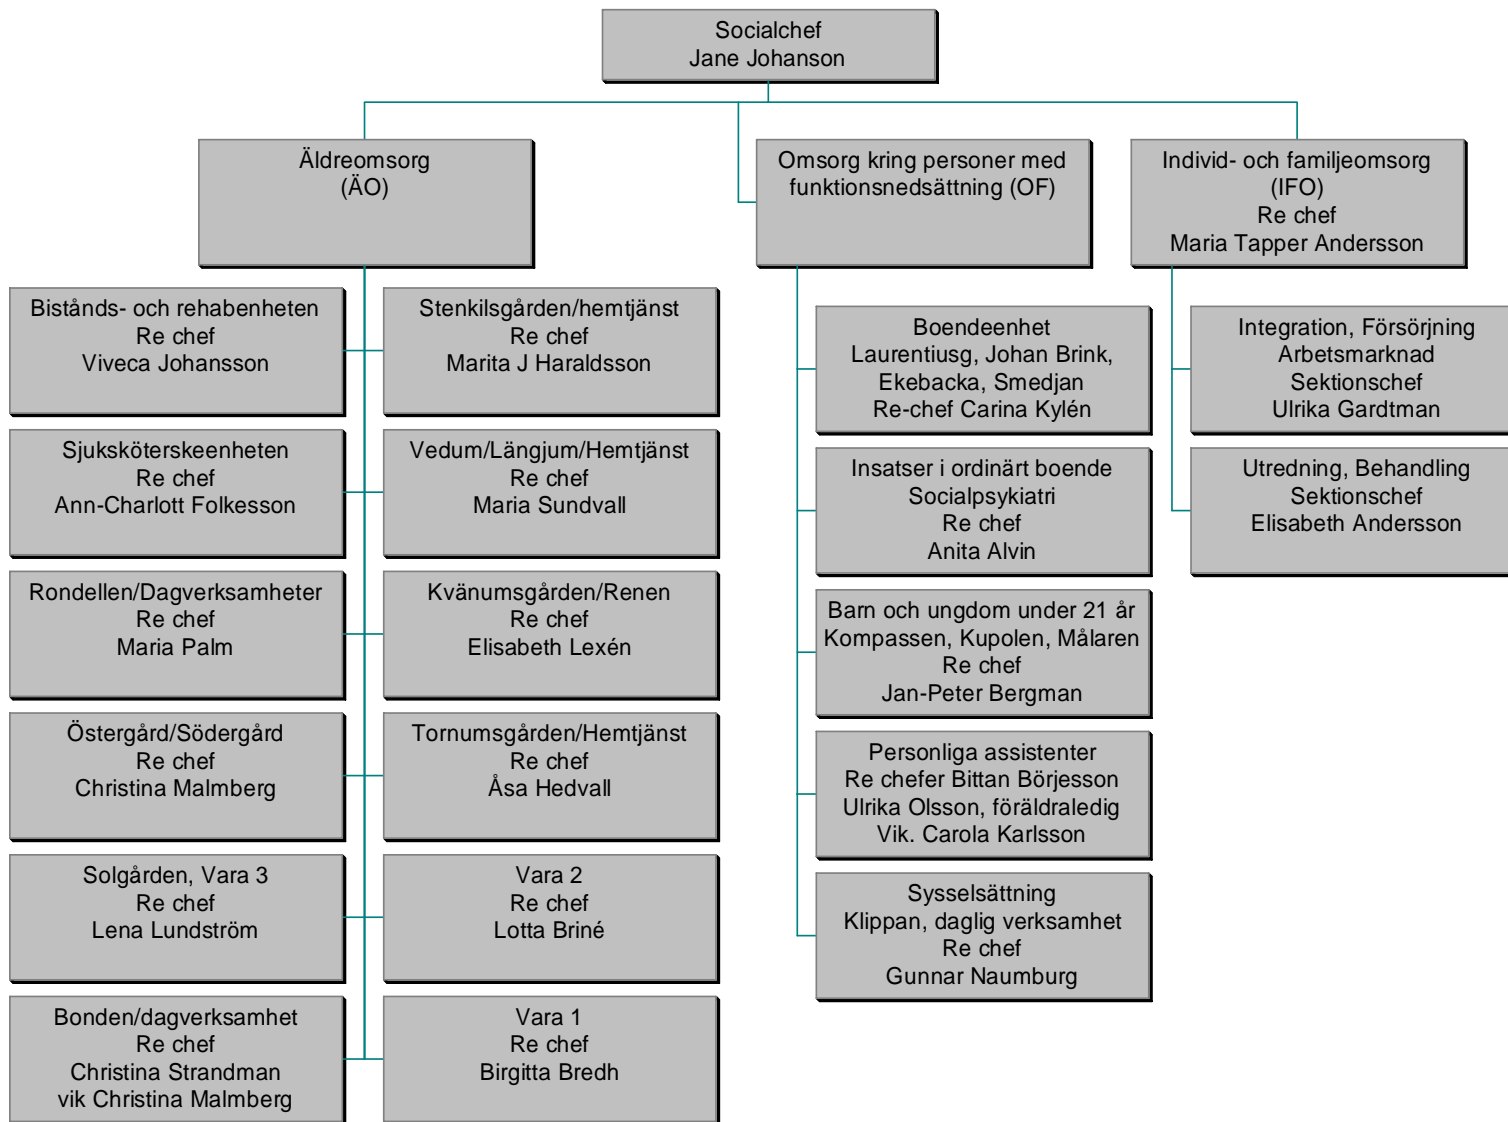 Socialchef
Jane Johanson
Äldreomsorg
(ÄO)
Omsorg kring personer med
funktionsnedsättning (OF)
Individ- och familjeomsorg
(IFO)
Re chef
Maria Tapper Andersson
Bistånds- och rehabenheten
Re chef
Viveca Johansson
Stenkilsgården/hemtjänst
Re chef
Marita J Haraldsson
Sjuksköterskeenheten
Re chef
Ann-Charlott Folkesson
Vedum/Längjum/Hemtjänst
Re chef
Maria Sundvall
Rondellen/Dagverksamheter
Re chef
Maria Palm
Kvänumsgården/Renen
Re chef
Elisabeth Lexén
Östergård/Södergård
Re chef
Christina Malmberg
Tornumsgården/Hemtjänst
Re chef
Åsa Hedvall
Solgården, Vara 3
Re chef
Lena Lundström
Vara 2
Re chef
Lotta Briné
Bonden/dagverksamhet
Re chef
Christina Strandman
vik Christina Malmberg
Vara 1
Re chef
Birgitta Bredh
Boendeenhet
Laurentiusg, Johan Brink,
Ekebacka, Smedjan
Re-chef Carina Kylén
Insatser i ordinärt boende
Socialpsykiatri
Re chef
Anita Alvin
Barn och ungdom under 21 år
Kompassen, Kupolen, Målaren
Re chef
Jan-Peter Bergman
Personliga assistenter
Re chefer Bittan Börjesson
Ulrika Olsson, föräldraledig
Vik. Carola Karlsson
Sysselsättning
Klippan, daglig verksamhet
Re chef
Gunnar Naumburg
Integration, Försörjning
Arbetsmarknad
Sektionschef
Ulrika Gardtman
Utredning, Behandling
Sektionschef
Elisabeth Andersson